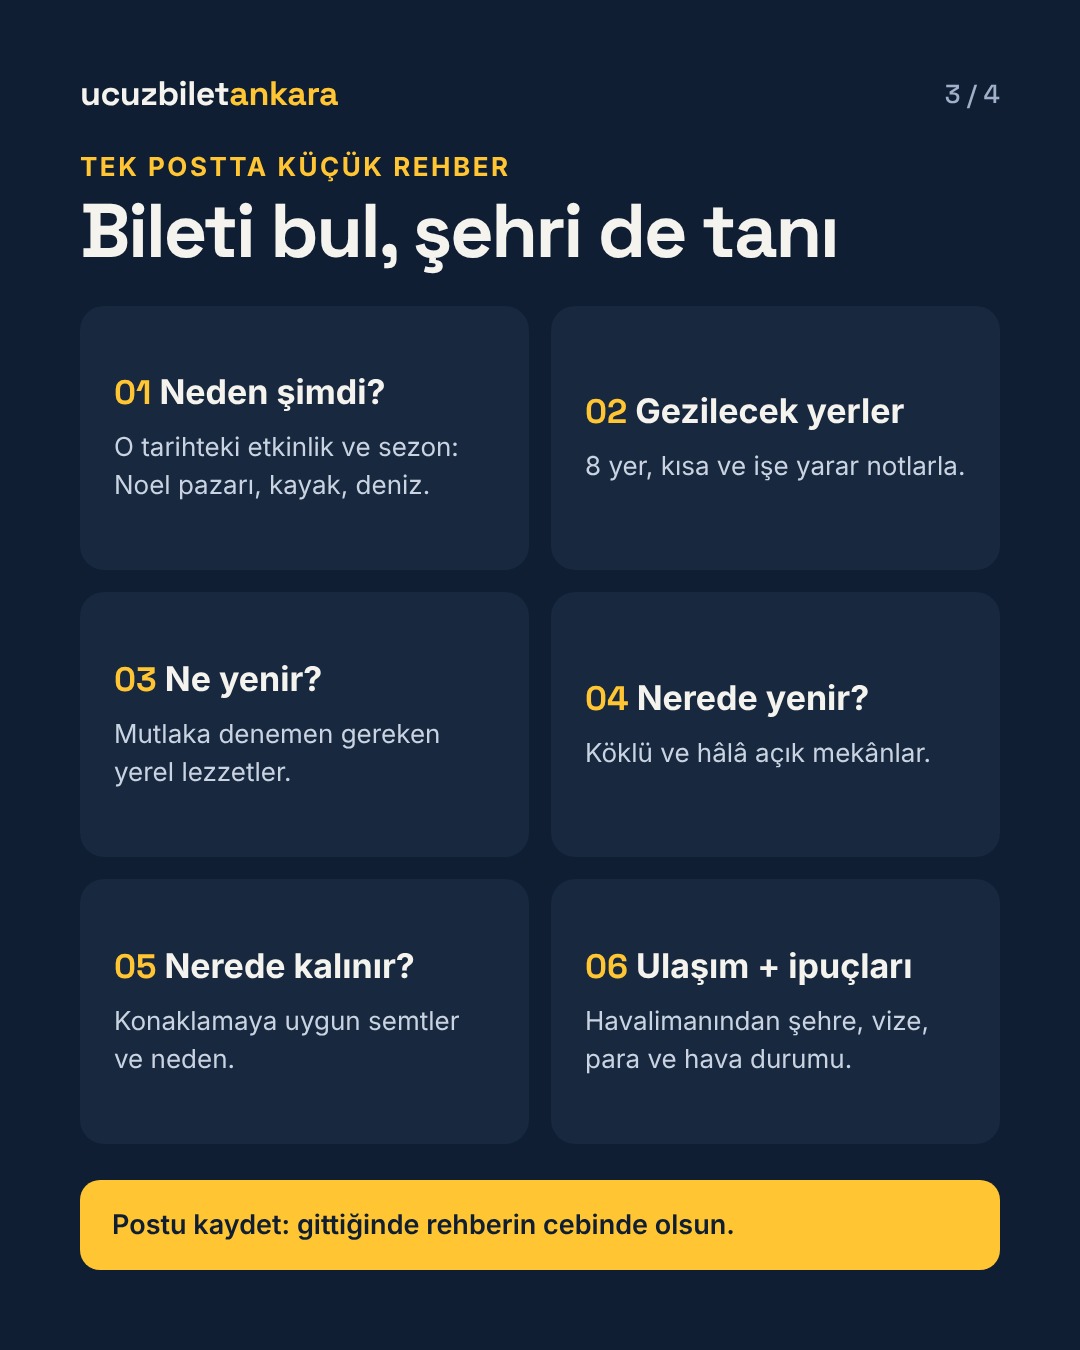 ucuzbiletankara
3 / 4
TEK POSTTA KÜÇÜK REHBER
Bileti bul, şehri de tanı
01 Neden şimdi?
O tarihteki etkinlik ve sezon:
Noel pazarı, kayak, deniz.
02 Gezilecek yerler
8 yer, kısa ve işe yarar notlarla.
03 Ne yenir?
Mutlaka denemen gereken
yerel lezzetler.
04 Nerede yenir?
Köklü ve hâlâ açık mekânlar.
05 Nerede kalınır?
Konaklamaya uygun semtler
ve neden.
06 Ulaşım + ipuçları
Havalimanından şehre, vize,
para ve hava durumu.
Postu kaydet: gittiğinde rehberin cebinde olsun.